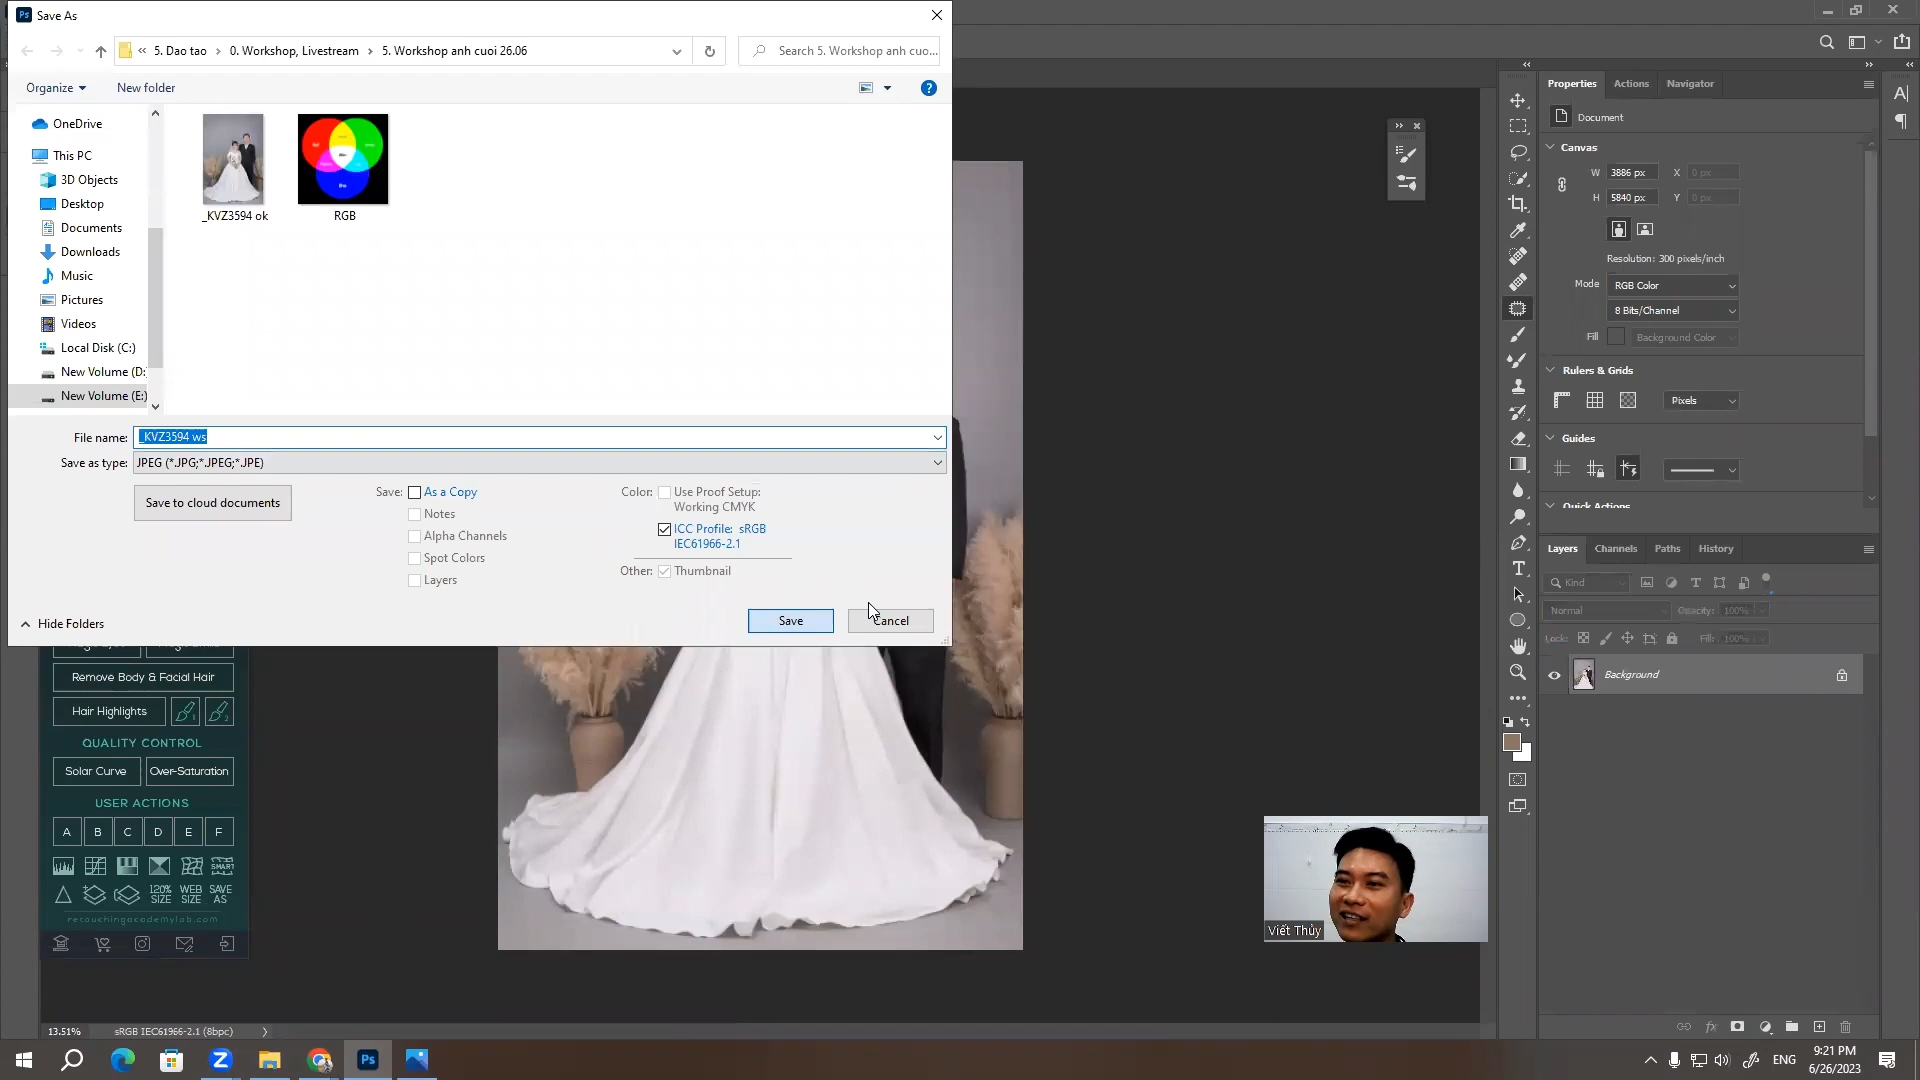 Ps Save As
5. Dao tao
0. Workshop, Livestream
5. Workshop anh cuoi 26.06
Search 5. Workshop anh cuo...
Organize
New folder
OneDrive
This PC
3D Objects
Desktop
Documents
Downloads
Music
Pictures
Videos
Local Disk (C:)
New Volume (D:
New Volume (E:)
_KVZ3594 ok
RGB
File name: _KVZ3594 ws
Save as type: JPEG (*.JPG;*.JPEG;*.JPE)
Save to cloud documents
Save: As a Copy
Notes
Alpha Channels
Spot Colors
Layers
Color: Use Proof Setup:
Working CMYK
ICC Profile: sRGB
IEC61966-2.1
Other: Thumbnail
Save
Cancel
Hide Folders
Remove Body & Facial Hair
Hair Highlights
QUALITY CONTROL
Solar Curve
Over-Saturation
USER ACTIONS
A B C D E F
SMART
120% SIZE
WEB SIZE
SAVE AS
retouchingacademylab.com
13.51%
sRGB IEC61966-2.1 (8bpc)
Viết Thủy
Properties
Actions
Navigator
Document
Canvas
W 3886 px X 0 px
H 5840 px Y 0 px
Resolution: 300 pixels/inch
Mode RGB Color
8 Bits/Channel
Fill Background Color
Rulers & Grids
Pixels
Guides
Quick Actions
Layers
Channels
Paths
History
Kind
Normal
Opacity: 100%
Lock:
Fill: 100%
Background
fx
Ps
ENG
9:21 PM
6/26/2023